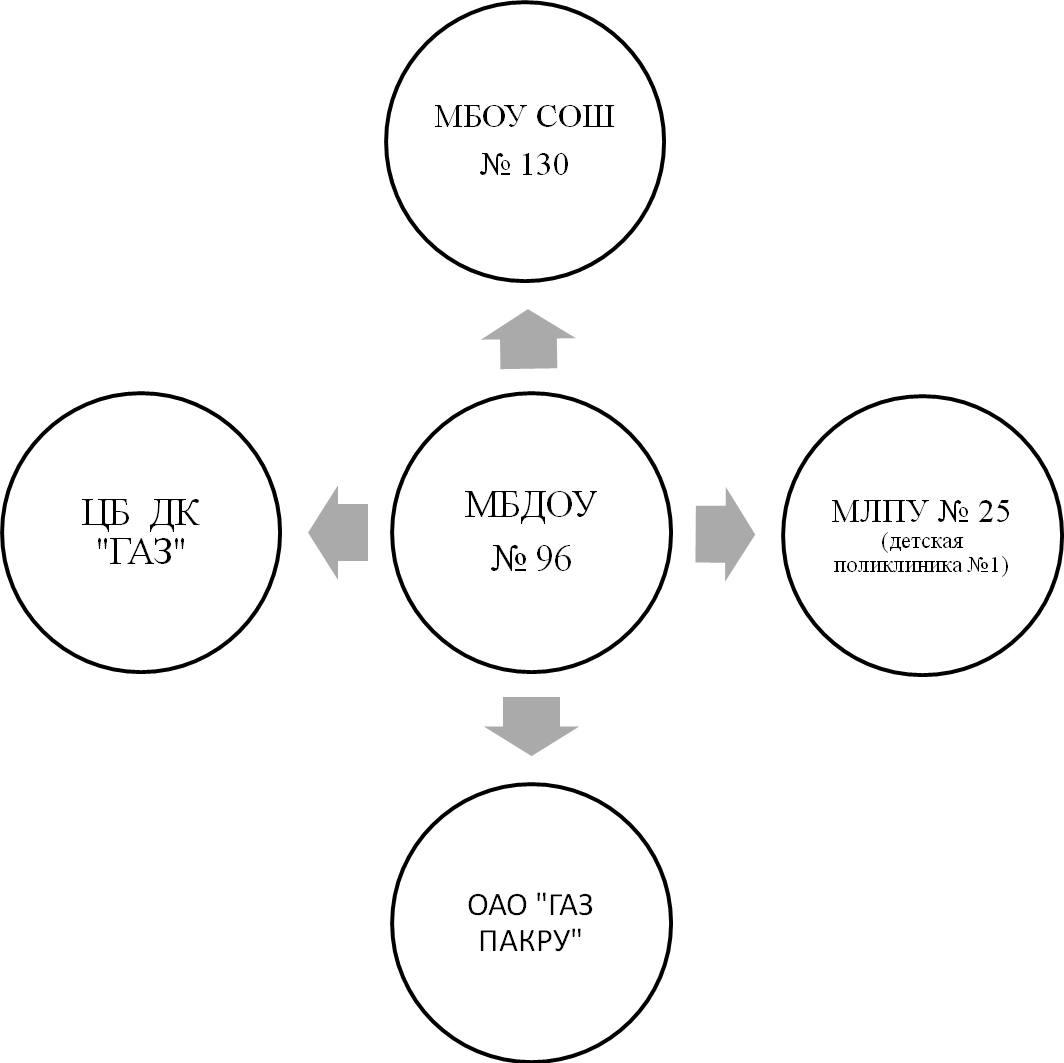 МБОУ СОШ
№ 130
ЦБ ДК
"ГАЗ"
МБДОУ
№ 96
МЛПУ № 25
(детская
поликлиника №1)
ОАО "ГАЗ
ПАКРУ"